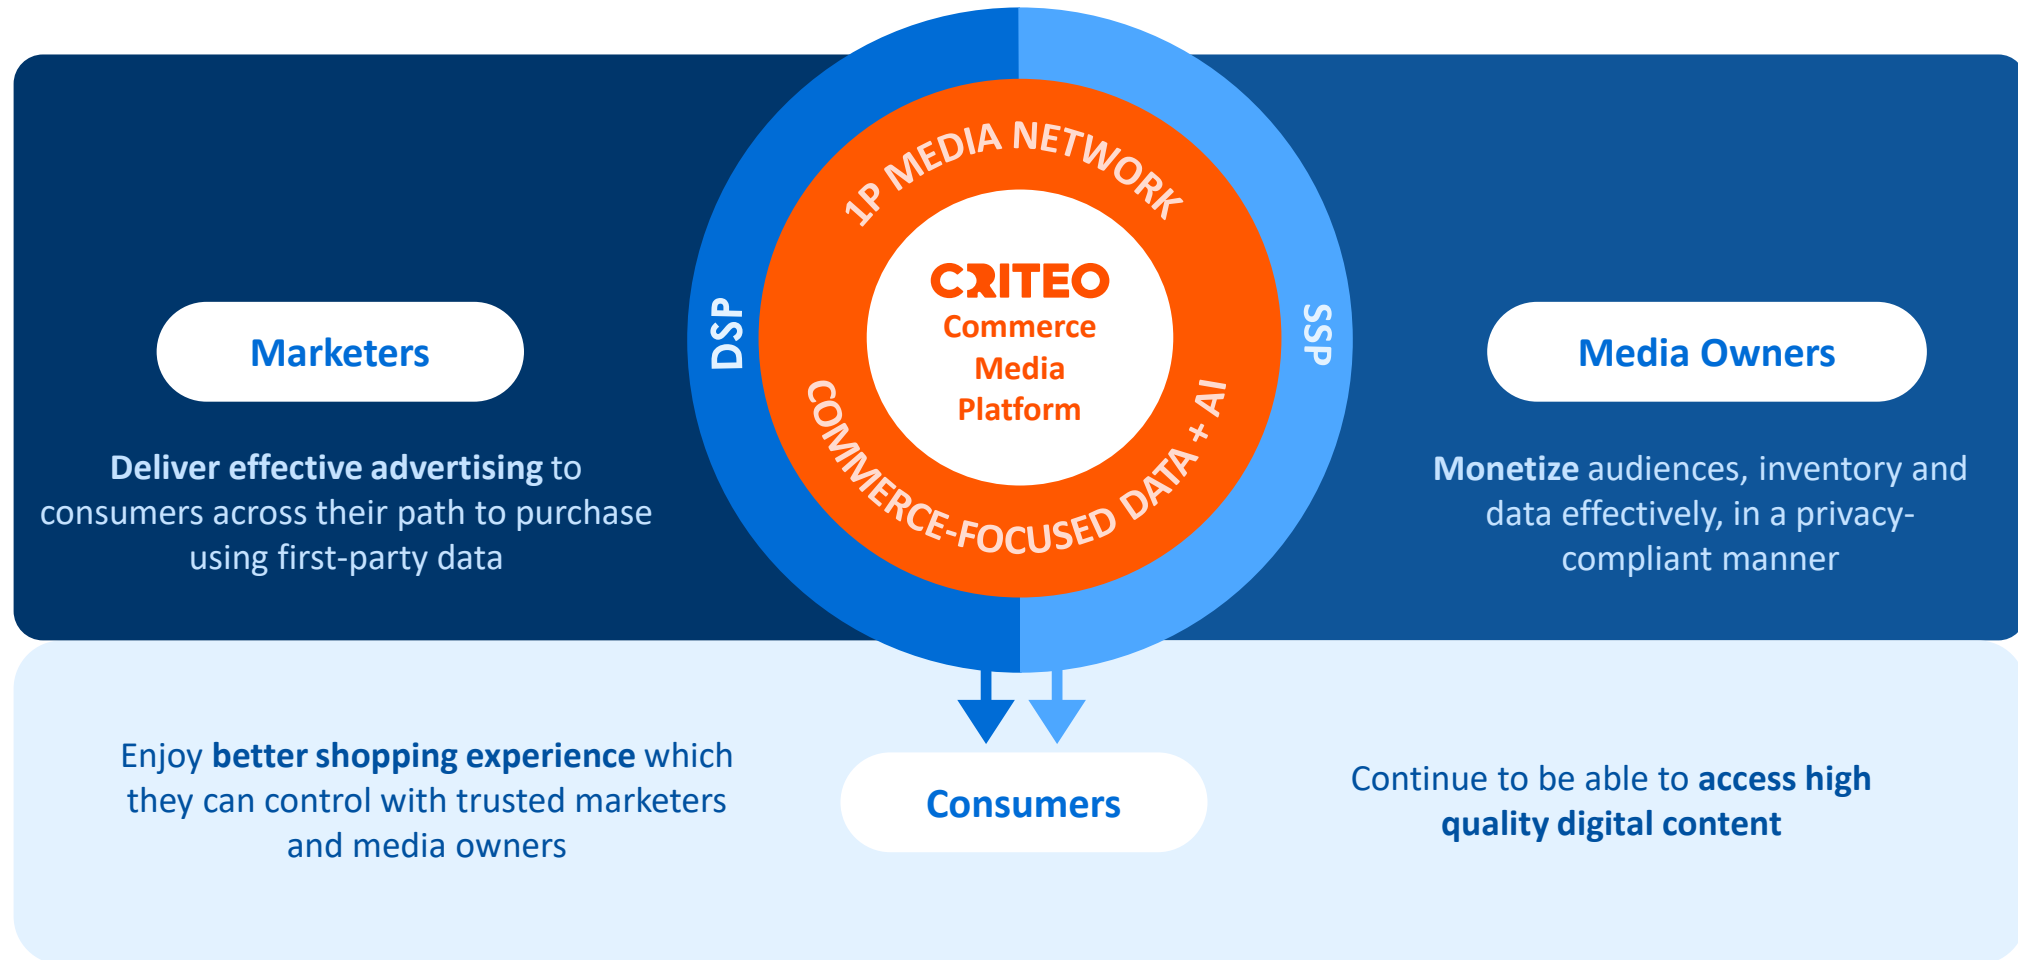 1P MEDIA NETWORK
CRITEO
Commerce
Media
Platform
COMMERCE-FOCUSED DATA + AI
DSP
SSP
Marketers
Deliver effective advertising to
consumers across their path to purchase
using first-party data
Media Owners
Monetize audiences, inventory and
data effectively, in a privacy-
compliant manner
Enjoy better shopping experience which
they can control with trusted marketers
and media owners
Consumers
Continue to be able to access high
quality digital content